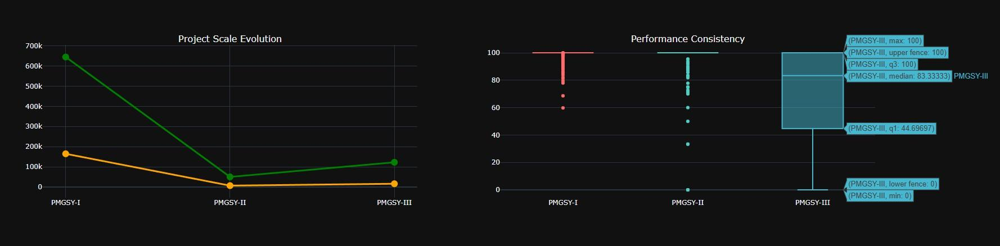 Project Scale Evolution
700k
600k
500k
400k
300k
200k
100k
0
PMGSY-I
PMGSY-II
PMGSY-III
Performance Consistency
100
80
60
40
20
0
PMGSY-I
PMGSY-II
PMGSY-III
(PMGSY-III, max: 100)
(PMGSY-III, upper fence: 100)
(PMGSY-III, q3: 100)
(PMGSY-III, median: 83.33333) PMGSY-III
(PMGSY-III, q1: 44.69697)
(PMGSY-III, lower fence: 0)
(PMGSY-III, min: 0)